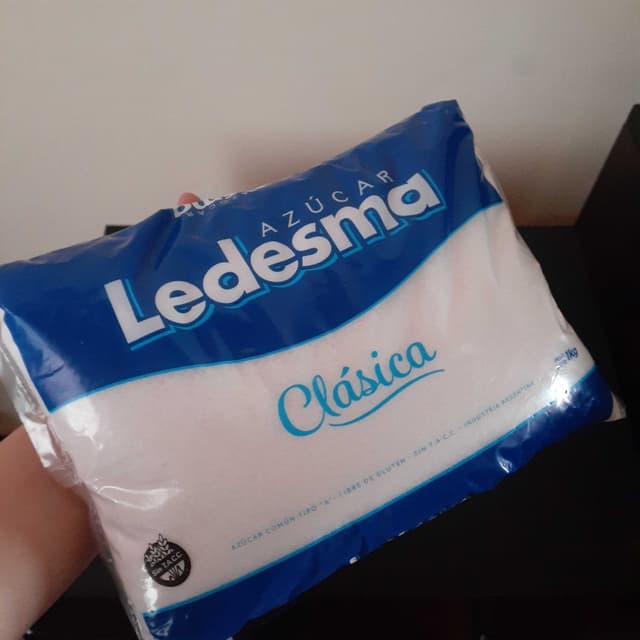 AZÚCAR
Ledesma
Clásica
1kg
AZÚCAR COMÚN TIPO "A" - LIBRE DE GLUTEN - SIN T.A.C.C. - INDUSTRIA ARGENTINA
Sin T.A.C.C.